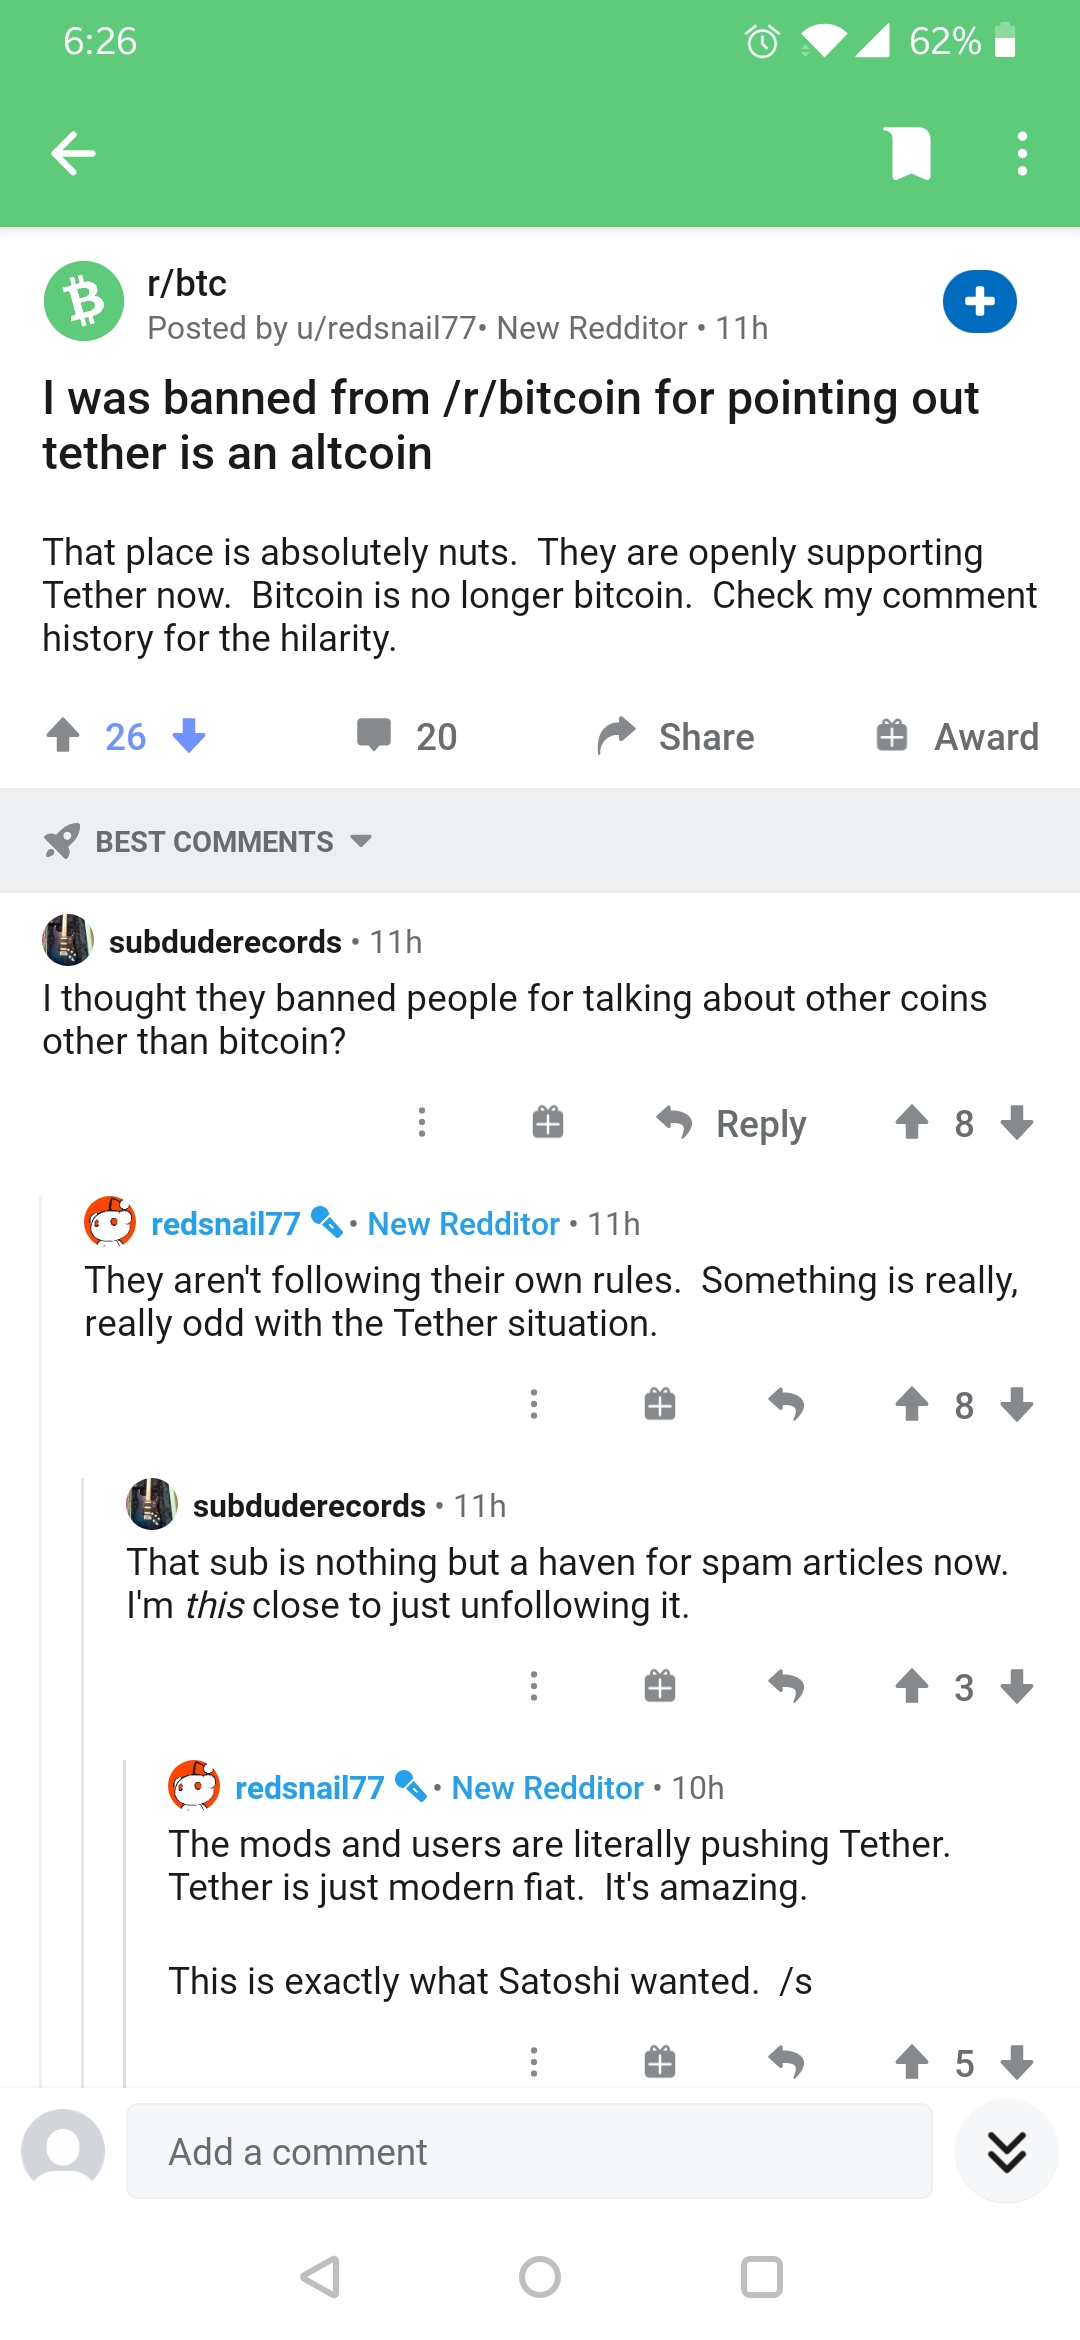 6:26
62%
r/btc
Posted by u/redsnail77• New Redditor • 11h
I was banned from /r/bitcoin for pointing out
tether is an altcoin
That place is absolutely nuts.  They are openly supporting
Tether now.  Bitcoin is no longer bitcoin.  Check my comment
history for the hilarity.
26 20 Share Award
BEST COMMENTS
subduderecords • 11h
I thought they banned people for talking about other coins
other than bitcoin?
Reply 8
redsnail77 • New Redditor • 11h
They aren't following their own rules.  Something is really,
really odd with the Tether situation.
8
subduderecords • 11h
That sub is nothing but a haven for spam articles now.
I'm this close to just unfollowing it.
3
redsnail77 • New Redditor • 10h
The mods and users are literally pushing Tether.
Tether is just modern fiat.  It's amazing.
This is exactly what Satoshi wanted.  /s
5
Add a comment